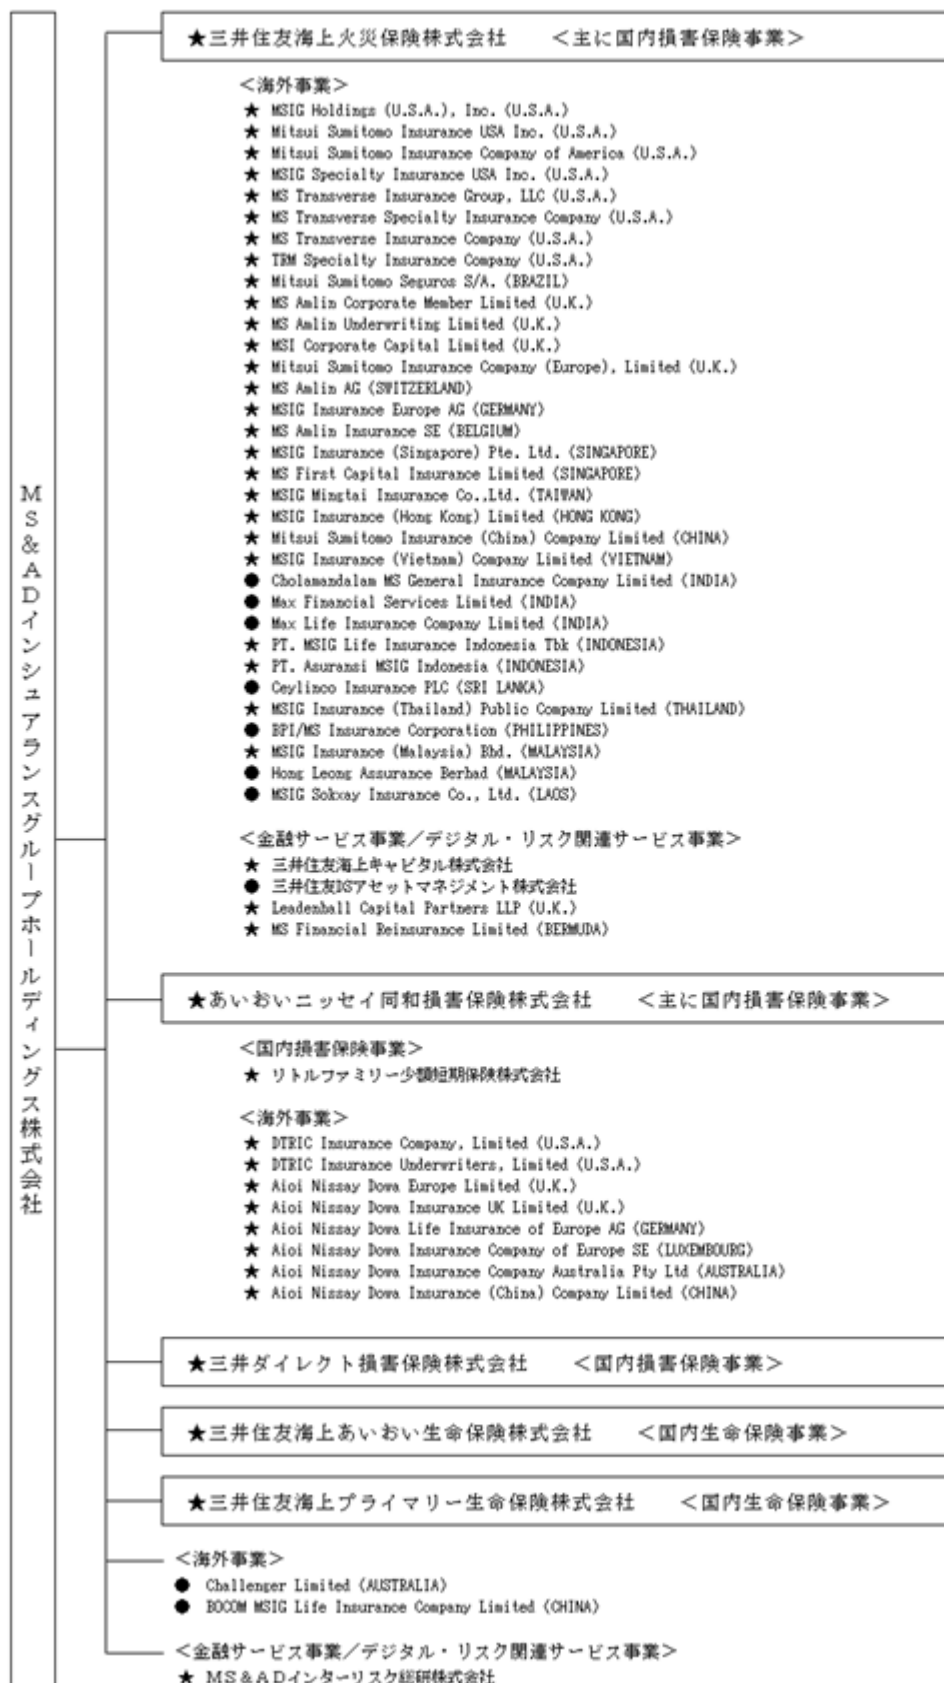 MS&ADインシュアランスグループホールディングス株式会社
★三井住友海上火災保険株式会社 <主に国内損害保険事業>
<海外事業>
★ MSIG Holdings (U.S.A.), Inc. (U.S.A.)
★ Mitsui Sumitomo Insurance USA Inc. (U.S.A.)
★ Mitsui Sumitomo Insurance Company of America (U.S.A.)
★ MSIG Specialty Insurance USA Inc. (U.S.A.)
★ MS Transverse Insurance Group, LLC (U.S.A.)
★ MS Transverse Specialty Insurance Company (U.S.A.)
★ MS Transverse Insurance Company (U.S.A.)
★ TRM Specialty Insurance Company (U.S.A.)
★ Mitsui Sumitomo Seguros S/A. (BRAZIL)
★ MS Amlin Corporate Member Limited (U.K.)
★ MS Amlin Underwriting Limited (U.K.)
★ MSI Corporate Capital Limited (U.K.)
★ Mitsui Sumitomo Insurance Company (Europe), Limited (U.K.)
★ MS Amlin AG (SWITZERLAND)
★ MSIG Insurance Europe AG (GERMANY)
★ MS Amlin Insurance SE (BELGIUM)
★ MSIG Insurance (Singapore) Pte. Ltd. (SINGAPORE)
★ MS First Capital Insurance Limited (SINGAPORE)
★ MSIG Mingtai Insurance Co.,Ltd. (TAIWAN)
★ MSIG Insurance (Hong Kong) Limited (HONG KONG)
★ Mitsui Sumitomo Insurance (China) Company Limited (CHINA)
★ MSIG Insurance (Vietnam) Company Limited (VIETNAM)
● Cholamandalam MS General Insurance Company Limited (INDIA)
● Max Financial Services Limited (INDIA)
● Max Life Insurance Company Limited (INDIA)
★ PT. MSIG Life Insurance Indonesia Tbk (INDONESIA)
★ PT. Asuransi MSIG Indonesia (INDONESIA)
● Ceylinco Insurance PLC (SRI LANKA)
★ MSIG Insurance (Thailand) Public Company Limited (THAILAND)
● BPI/MS Insurance Corporation (PHILIPPINES)
★ MSIG Insurance (Malaysia) Bhd. (MALAYSIA)
● Hong Leong Assurance Berhad (MALAYSIA)
● MSIG Sokxay Insurance Co., Ltd. (LAOS)
<金融サービス事業/デジタル・リスク関連サービス事業>
★ 三井住友海上キャピタル株式会社
● 三井住友DSアセットマネジメント株式会社
★ Leadenhall Capital Partners LLP (U.K.)
★ MS Financial Reinsurance Limited (BERMUDA)
★あいおいニッセイ同和損害保険株式会社 <主に国内損害保険事業>
<国内損害保険事業>
★ リトルファミリー少額短期保険株式会社
<海外事業>
★ DTRIC Insurance Company, Limited (U.S.A.)
★ DTRIC Insurance Underwriters, Limited (U.S.A.)
★ Aioi Nissay Dowa Europe Limited (U.K.)
★ Aioi Nissay Dowa Insurance UK Limited (U.K.)
★ Aioi Nissay Dowa Life Insurance of Europe AG (GERMANY)
★ Aioi Nissay Dowa Insurance Company of Europe SE (LUXEMBOURG)
★ Aioi Nissay Dowa Insurance Company Australia Pty Ltd (AUSTRALIA)
★ Aioi Nissay Dowa Insurance (China) Company Limited (CHINA)
★三井ダイレクト損害保険株式会社 <国内損害保険事業>
★三井住友海上あいおい生命保険株式会社 <国内生命保険事業>
★三井住友海上プライマリー生命保険株式会社 <国内生命保険事業>
<海外事業>
● Challenger Limited (AUSTRALIA)
● BOCOM MSIG Life Insurance Company Limited (CHINA)
<金融サービス事業/デジタル・リスク関連サービス事業>
★ MS&ADインターリスク総研株式会社